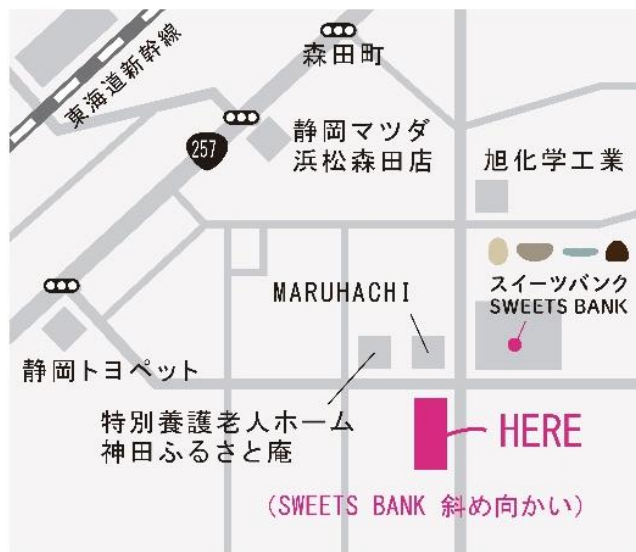 森田町
東海道新幹線
静岡マツダ
浜松森田店
257
旭化学工業
スイーツバンク
SWEETS BANK
MARUHACHI
静岡トヨペット
特別養護老人ホーム
神田ふるさと庵
HERE
(SWEETS BANK 斜め向かい)